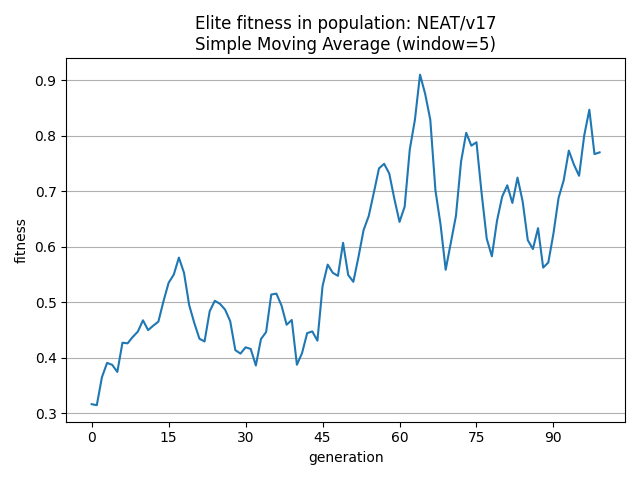 Elite fitness in population: NEAT/v17
Simple Moving Average (window=5)
0.9
0.8
0.7
0.6
0.5
0.4
0.3
fitness
0 15 30 45 60 75 90
generation